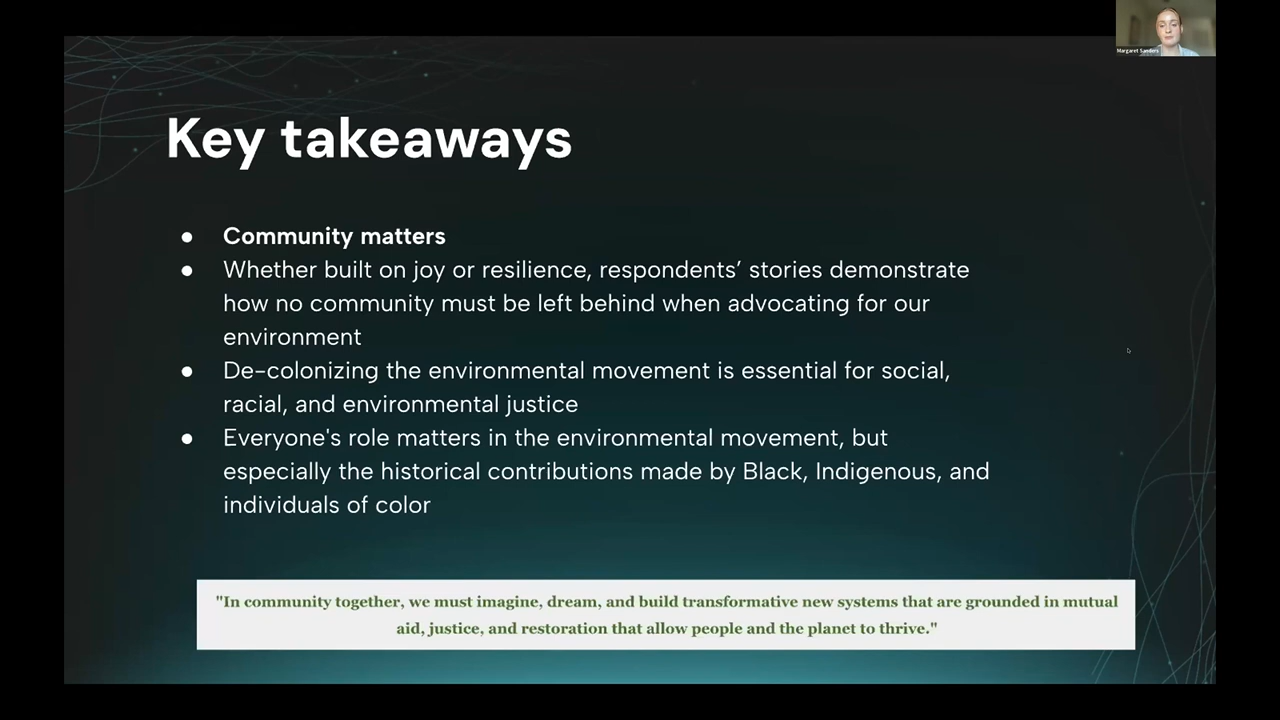 Margaret Sanders
Key takeaways
● Community matters
● Whether built on joy or resilience, respondents’ stories demonstrate
how no community must be left behind when advocating for our
environment
● De-colonizing the environmental movement is essential for social,
racial, and environmental justice
● Everyone's role matters in the environmental movement, but
especially the historical contributions made by Black, Indigenous, and
individuals of color
"In community together, we must imagine, dream, and build transformative new systems that are grounded in mutual
aid, justice, and restoration that allow people and the planet to thrive."